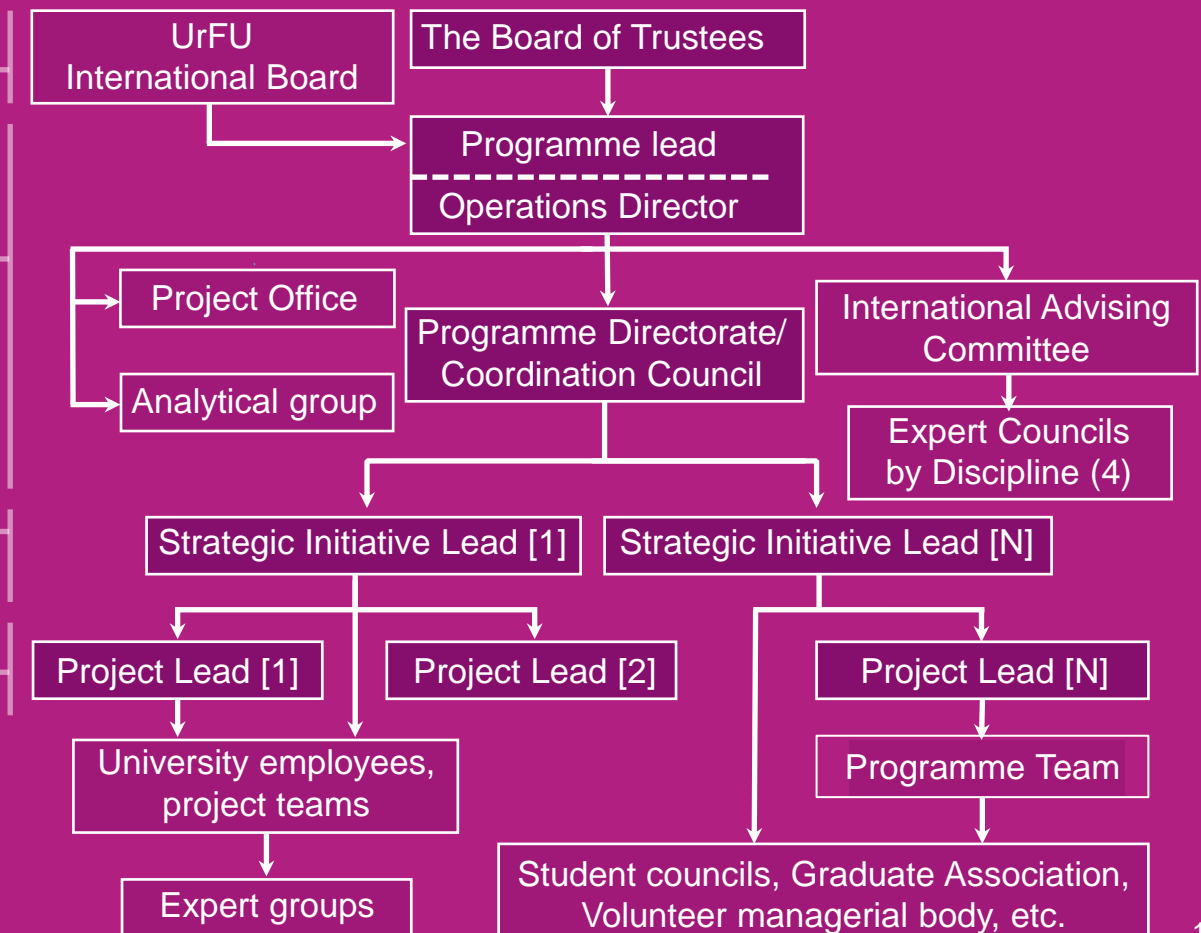 UrFU
International Board
The Board of Trustees
Programme lead
Operations Director
Project Office
Analytical group
Programme Directorate/
Coordination Council
International Advising
Committee
Expert Councils
by Discipline (4)
Strategic Initiative Lead [1]
Strategic Initiative Lead [N]
Project Lead [1]
Project Lead [2]
Project Lead [N]
University employees,
project teams
Programme Team
Expert groups
Student councils, Graduate Association,
Volunteer managerial body, etc.